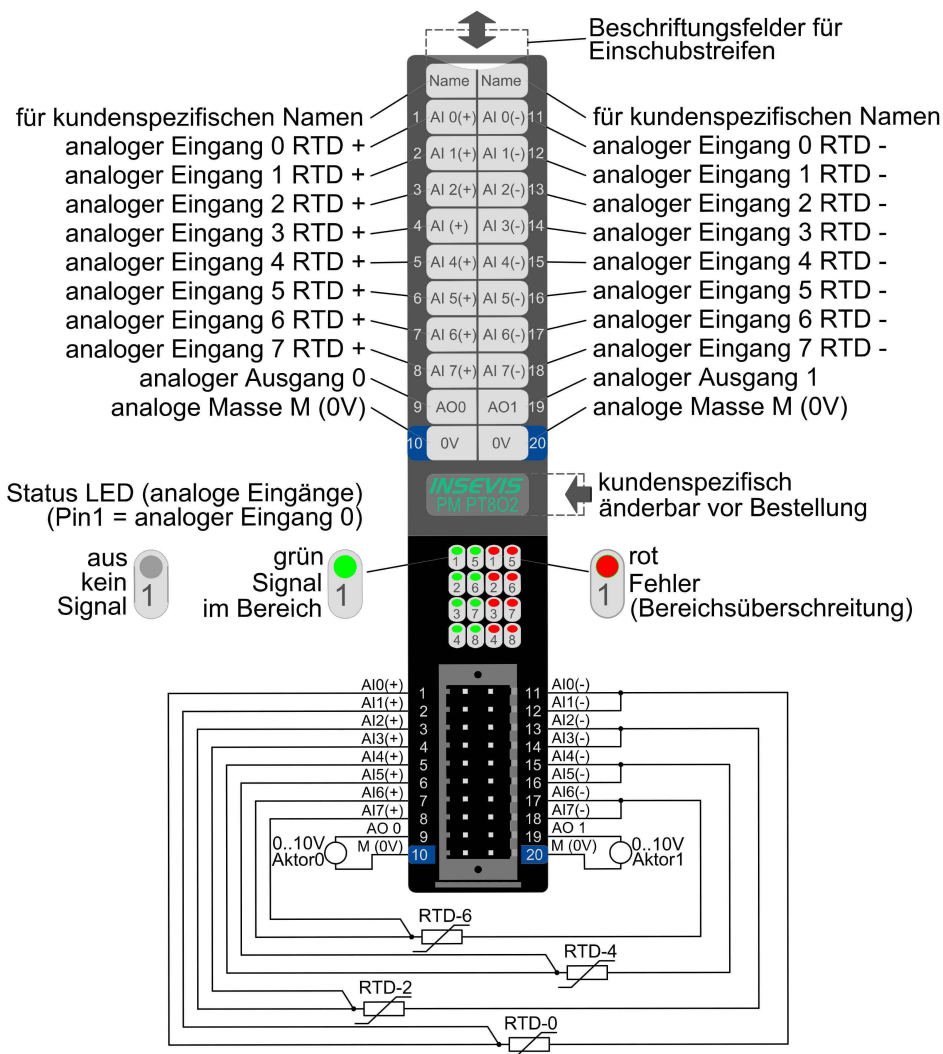 Beschriftungsfelder für
Einschubstreifen
Name Name
für kundenspezifischen Namen
für kundenspezifischen Namen
1 AI 0(+) AI 0(-) 11
analoger Eingang 0 RTD +
analoger Eingang 0 RTD -
2 AI 1(+) AI 1(-) 12
analoger Eingang 1 RTD +
analoger Eingang 1 RTD -
3 AI 2(+) AI 2(-) 13
analoger Eingang 2 RTD +
analoger Eingang 2 RTD -
4 AI (+) AI 3(-) 14
analoger Eingang 3 RTD +
analoger Eingang 3 RTD -
5 AI 4(+) AI 4(-) 15
analoger Eingang 4 RTD +
analoger Eingang 4 RTD -
6 AI 5(+) AI 5(-) 16
analoger Eingang 5 RTD +
analoger Eingang 5 RTD -
7 AI 6(+) AI 6(-) 17
analoger Eingang 6 RTD +
analoger Eingang 6 RTD -
8 AI 7(+) AI 7(-) 18
analoger Eingang 7 RTD +
analoger Eingang 7 RTD -
9 AO0 AO1 19
analoger Ausgang 0
analoger Ausgang 1
10 0V 0V 20
analoge Masse M (0V)
analoge Masse M (0V)
INSEVIS
PM PT8O2
kundenspezifisch
änderbar vor Bestellung
Status LED (analoge Eingänge)
(Pin1 = analoger Eingang 0)
aus
kein
Signal
1
grün
Signal
im Bereich
1
1 5 1 5
2 6 2 6
3 7 3 7
4 8 4 8
1
rot
Fehler
(Bereichsüberschreitung)
AI0(+) 1 11 AI0(-)
AI1(+) 2 12 AI1(-)
AI2(+) 3 13 AI2(-)
AI3(+) 4 14 AI3(-)
AI4(+) 5 15 AI4(-)
AI5(+) 6 16 AI5(-)
AI6(+) 7 17 AI6(-)
AI7(+) 8 18 AI7(-)
AO 0 9 19 AO 1
M (0V) 10 20 M (0V)
0..10V
Aktor0
0..10V
Aktor1
RTD-6
RTD-4
RTD-2
RTD-0